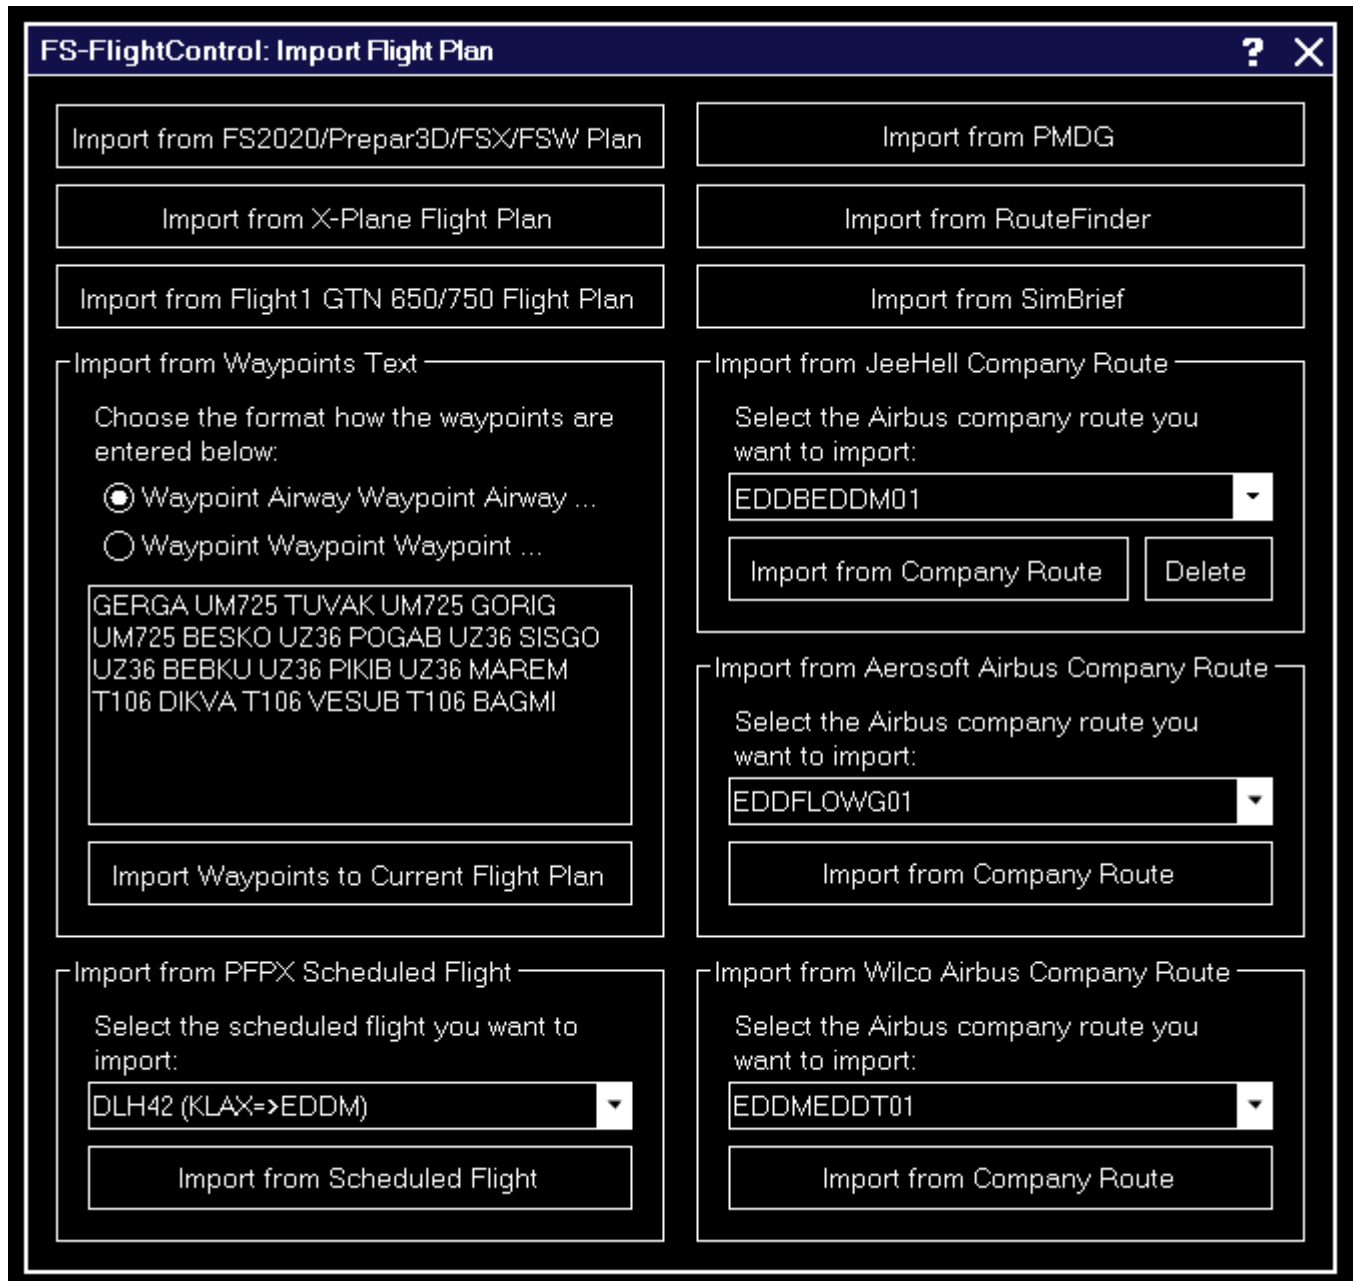 FS-FlightControl: Import Flight Plan
?
Import from FS2020/Prepar3D/FSX/FSW Plan
Import from PMDG
Import from X-Plane Flight Plan
Import from RouteFinder
Import from Flight1 GTN 650/750 Flight Plan
Import from SimBrief
Import from Waypoints Text
Choose the format how the waypoints are
entered below:
Waypoint Airway Waypoint Airway ...
Waypoint Waypoint Waypoint ...
GERGA UM725 TUVAK UM725 GORIG
UM725 BESKO UZ36 POGAB UZ36 SISGO
UZ36 BEBKU UZ36 PIKIB UZ36 MAREM
T106 DIKVA T106 VESUB T106 BAGMI
Import Waypoints to Current Flight Plan
Import from JeeHell Company Route
Select the Airbus company route you
want to import:
EDDBEDDM01
Import from Company Route
Delete
Import from Aerosoft Airbus Company Route
Select the Airbus company route you
want to import:
EDDFLOWG01
Import from Company Route
Import from PFPX Scheduled Flight
Select the scheduled flight you want to
import:
DLH42 (KLAX=>EDDM)
Import from Scheduled Flight
Import from Wilco Airbus Company Route
Select the Airbus company route you
want to import:
EDDMEDDT01
Import from Company Route